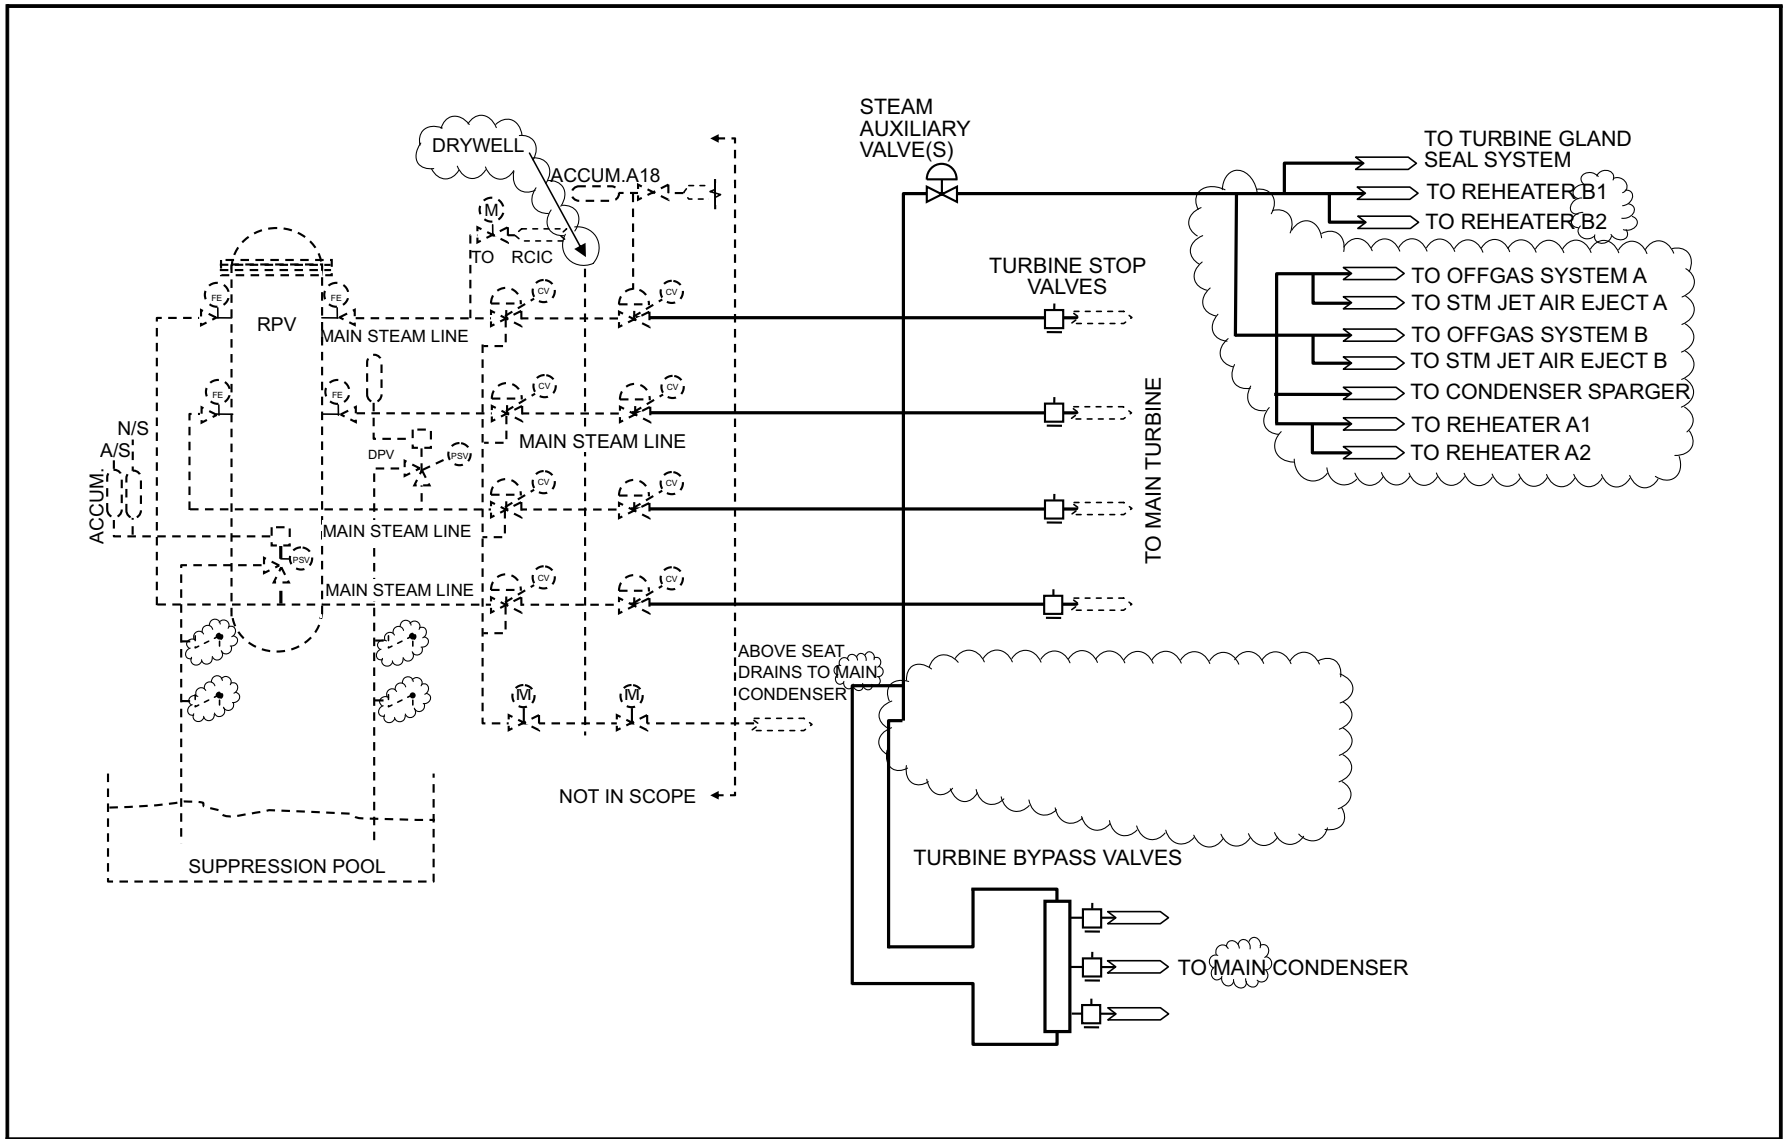 STEAM
AUXILIARY
VALVE(S)
TO TURBINE GLAND
SEAL SYSTEM
TO REHEATER B1
TO REHEATER B2
DRYWELL
ACCUM.A18
M
TO RCIC
TURBINE STOP
VALVES
TO OFFGAS SYSTEM A
TO STM JET AIR EJECT A
TO OFFGAS SYSTEM B
TO STM JET AIR EJECT B
TO CONDENSER SPARGER
TO REHEATER A1
TO REHEATER A2
FE
FE
CV
CV
RPV
MAIN STEAM LINE
FE
FE
CV
CV
N/S
A/S
ACCUM.
DPV
PSV
MAIN STEAM LINE
TO MAIN TURBINE
CV
CV
MAIN STEAM LINE
PSV
CV
CV
MAIN STEAM LINE
ABOVE SEAT
DRAINS TO MAIN
CONDENSER
M
M
NOT IN SCOPE
SUPPRESSION POOL
TURBINE BYPASS VALVES
TO MAIN CONDENSER